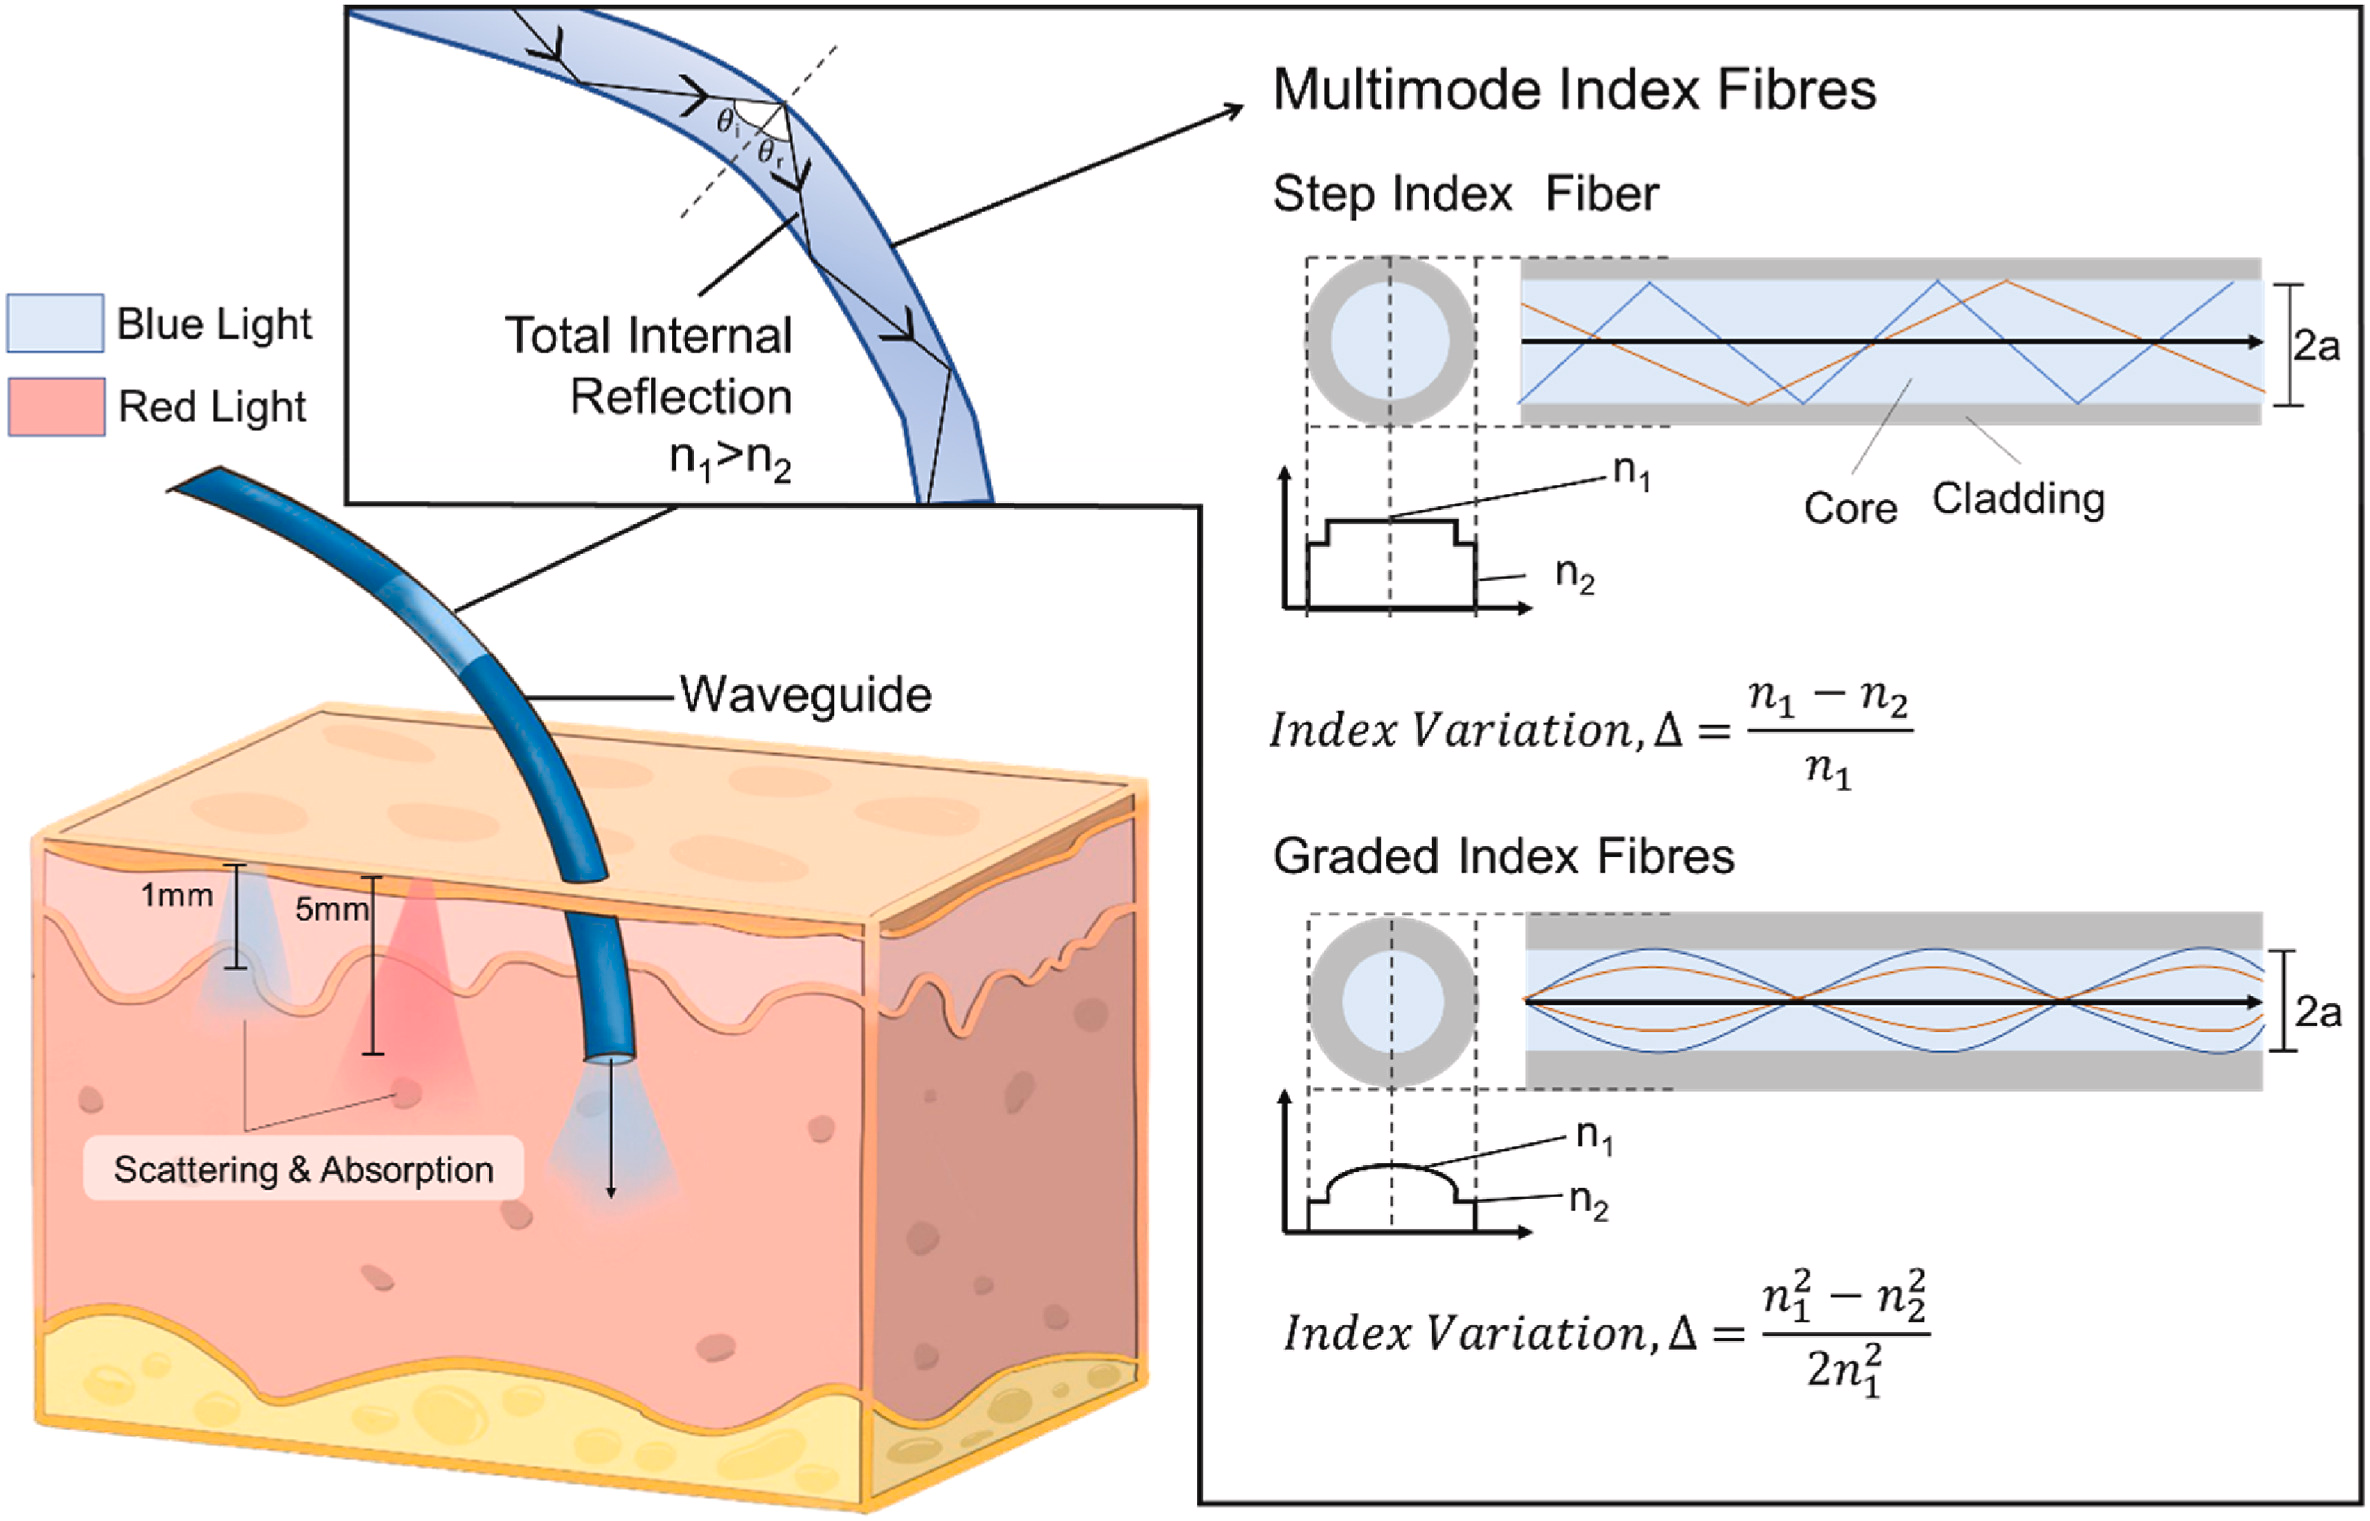 Blue Light
Red Light
θi
θr
Total Internal
Reflection
n1>n2
Waveguide
1mm
5mm
Scattering & Absorption
Multimode Index Fibres
Step Index Fiber
2a
Core
Cladding
n1
n2
Index Variation, Δ = (n1 − n2) / n1
Graded Index Fibres
2a
n1
n2
Index Variation, Δ = (n1² − n2²) / 2n1²